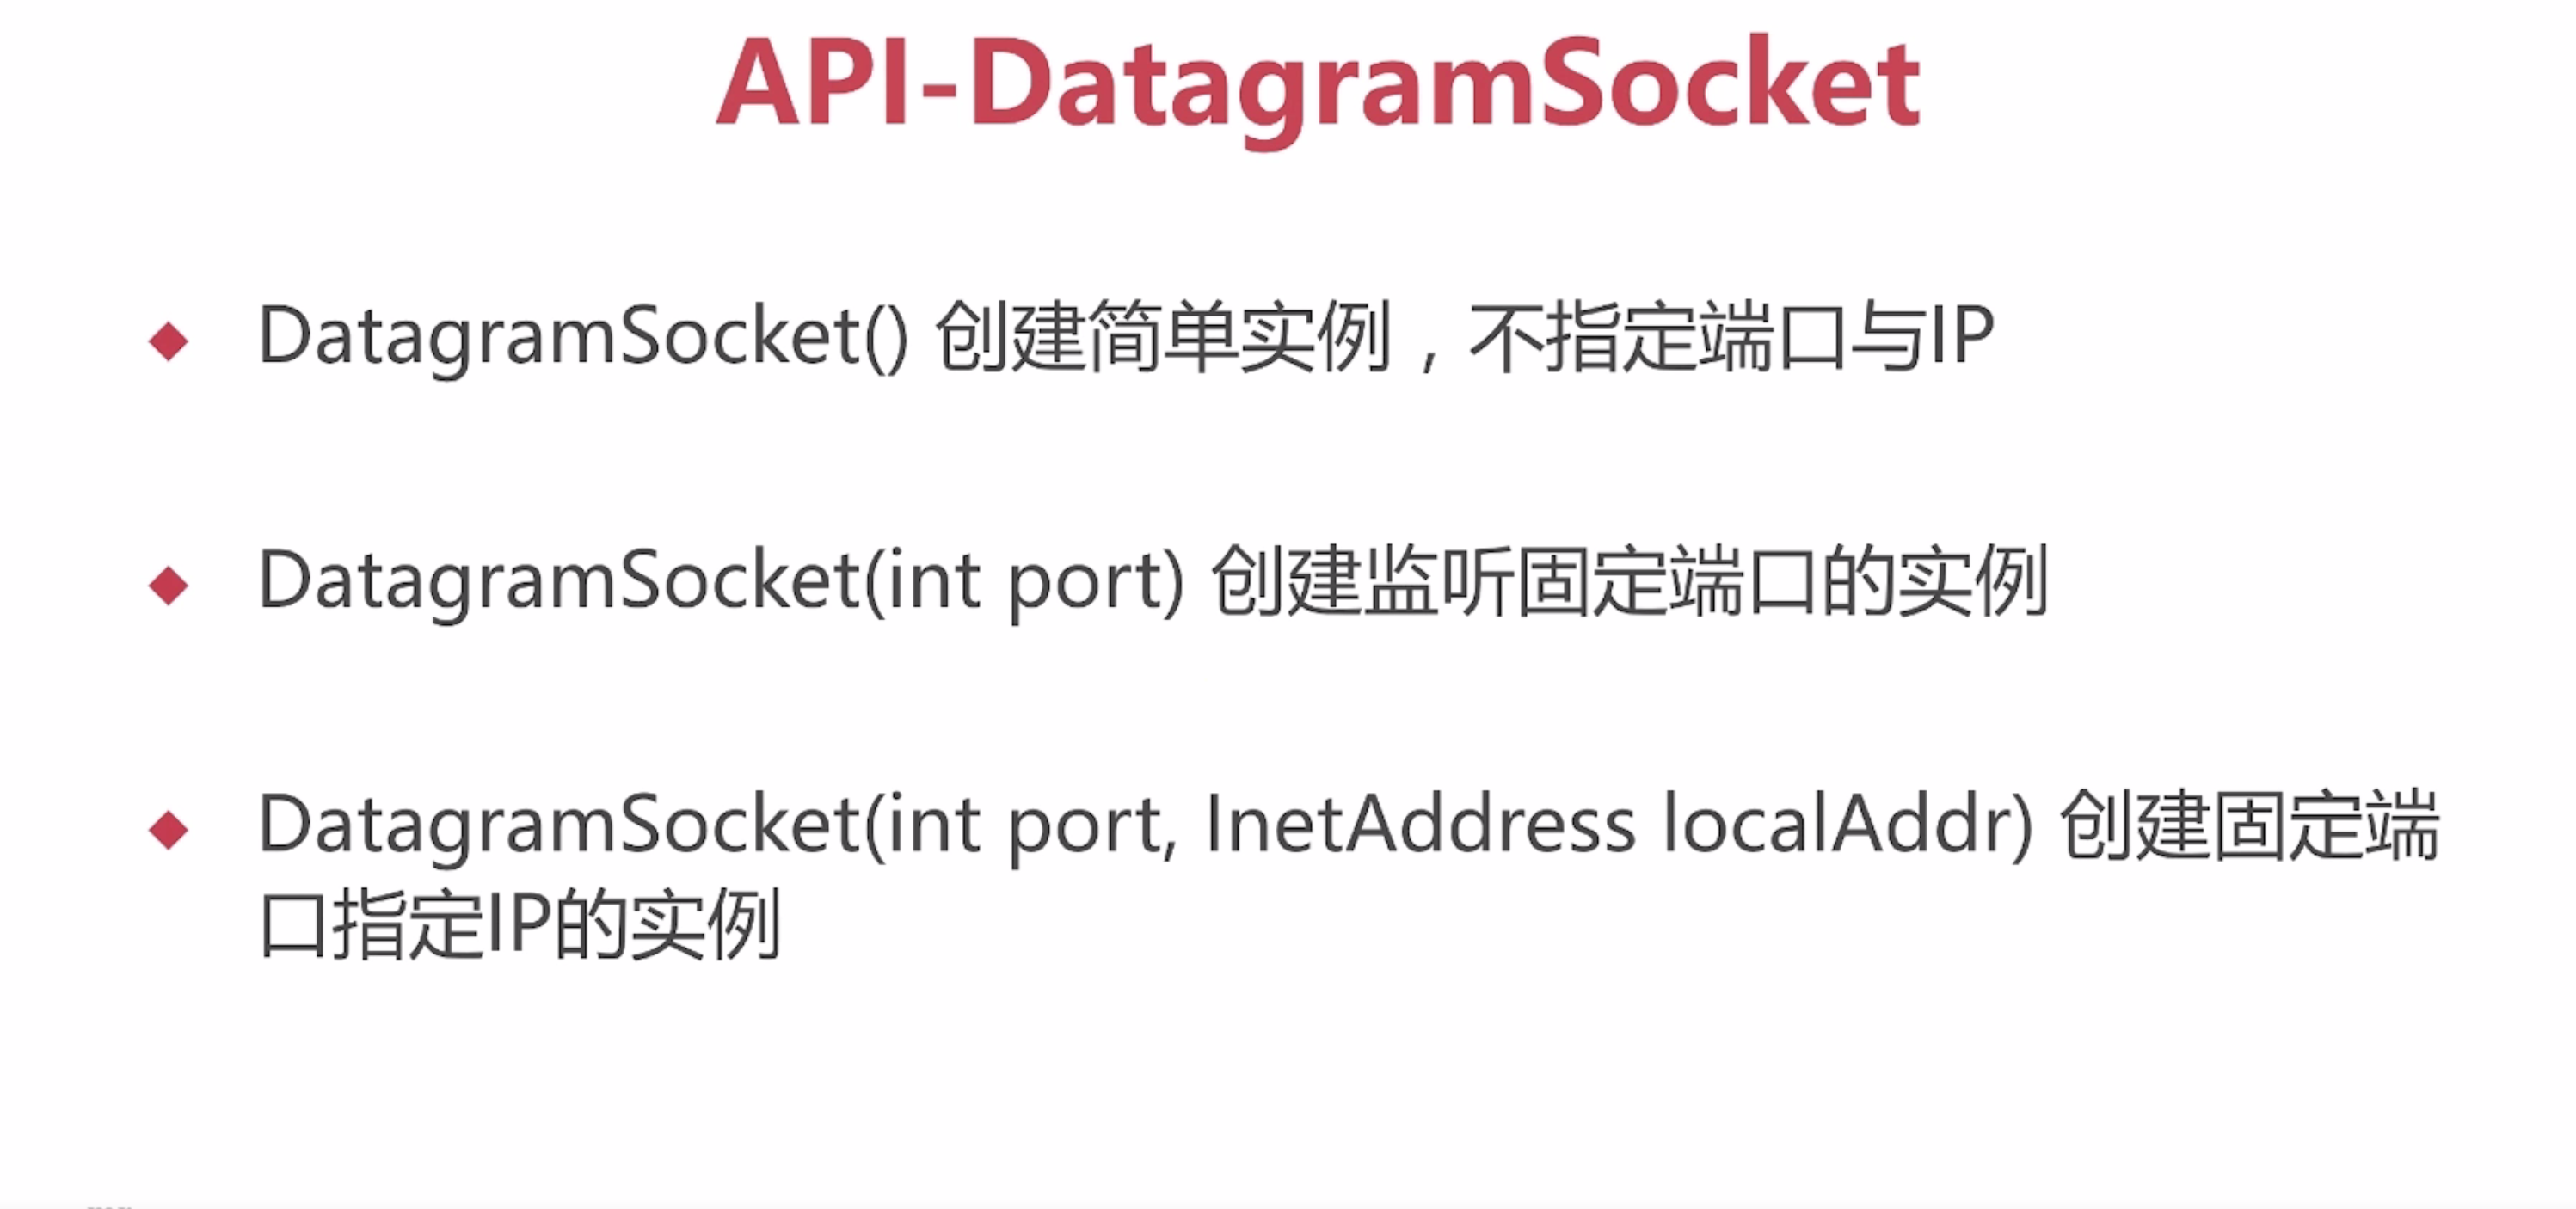 API-DatagramSocket
DatagramSocket() 创建简单实例，不指定端口与IP
DatagramSocket(int port) 创建监听固定端口的实例
DatagramSocket(int port, InetAddress localAddr) 创建固定端
口指定IP的实例